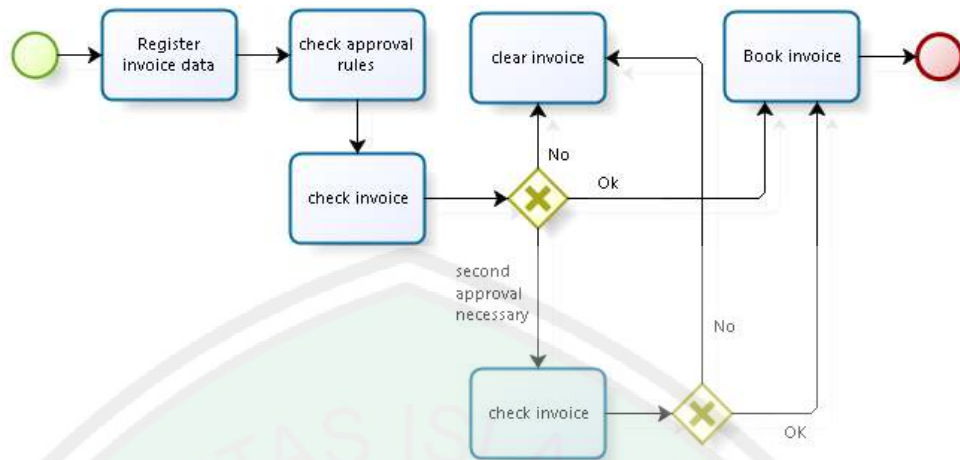 Register
invoice data
check approval
rules
clear invoice
Book invoice
No
check invoice
Ok
second
approval
necessary
No
check invoice
OK